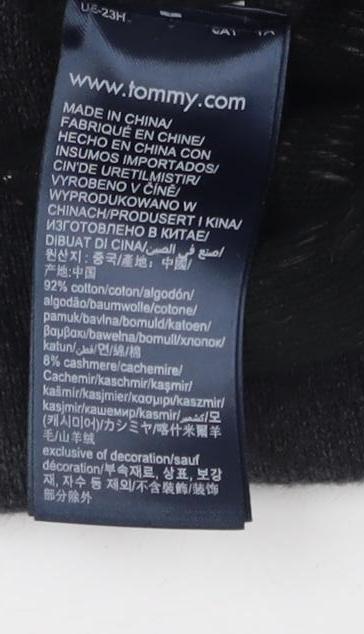 www.tommy.com
MADE IN CHINA/
FABRIQUÉ EN CHINE/
HECHO EN CHINA CON
INSUMOS IMPORTADOS/
CIN'DE URETILMISTIR/
VYROBENO V ČÍNĚ/
WYPRODUKOWANO W
CHINACH/PRODUSERT I KINA/
ИЗГОТОВЛЕНО В КИТАЕ/
DIBUAT DI CINA/صنع في الصين/
원산지 : 중국/產地：中國/
产地:中国
92% cotton/coton/algodón/
algodão/baumwolle/cotone/
pamuk/bavlna/bomuld/katoen/
βαμβακι/bawełna/bomull/хлопок/
katun/قطن/면/綿/棉
8% cashmere/cachemire/
Cachemir/kaschmir/kaşmir/
kašmír/kasjmier/κασμιρι/kaszmir/
kasjmir/кашемир/kasmir/كشمير/모
(캐시미어)/カシミヤ/喀什米爾羊
毛/山羊绒
exclusive of decoration/sauf
décoration/부속재료, 상표, 보강
재, 자수 등 제외/不含裝飾/装饰
部分除外